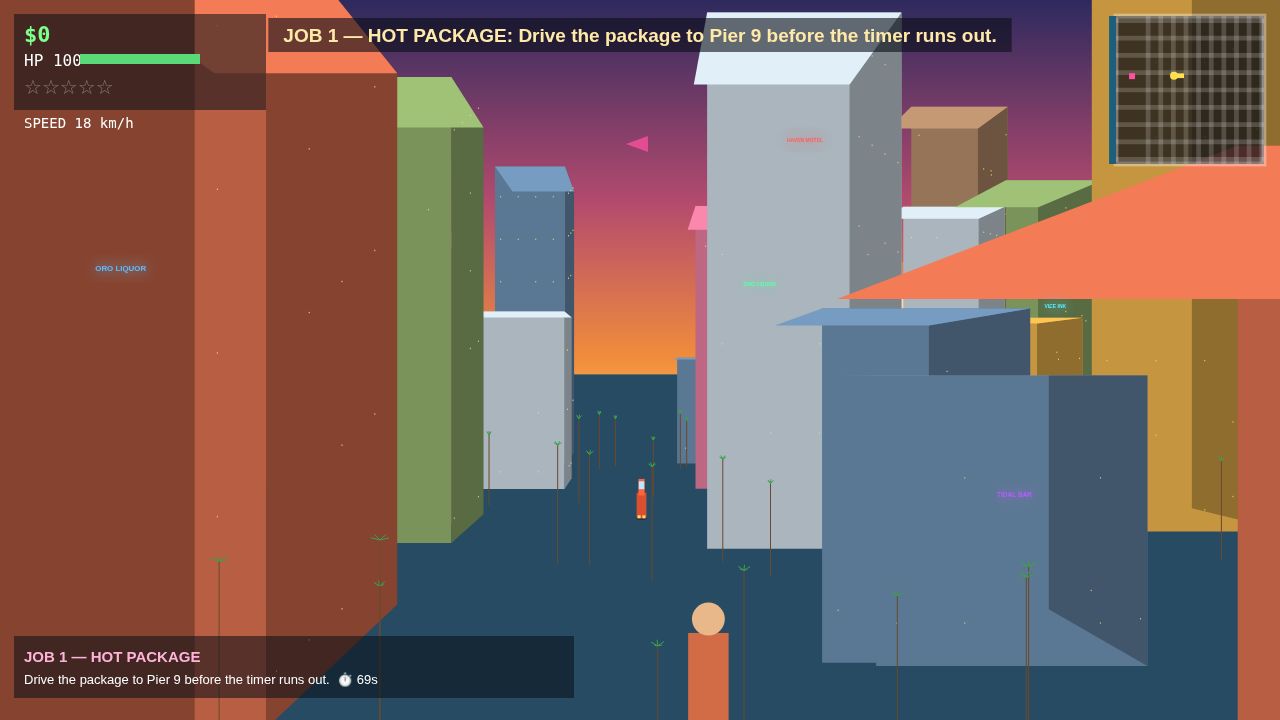 $0
JOB 1 — HOT PACKAGE: Drive the package to Pier 9 before the timer runs out.
HP 100
☆☆☆☆☆
SPEED 18 km/h
HAVEN MOTEL
ORO LIQUOR
VICE INK
TIDAL BAR
JOB 1 — HOT PACKAGE
Drive the package to Pier 9 before the timer runs out. ⏱️ 69s